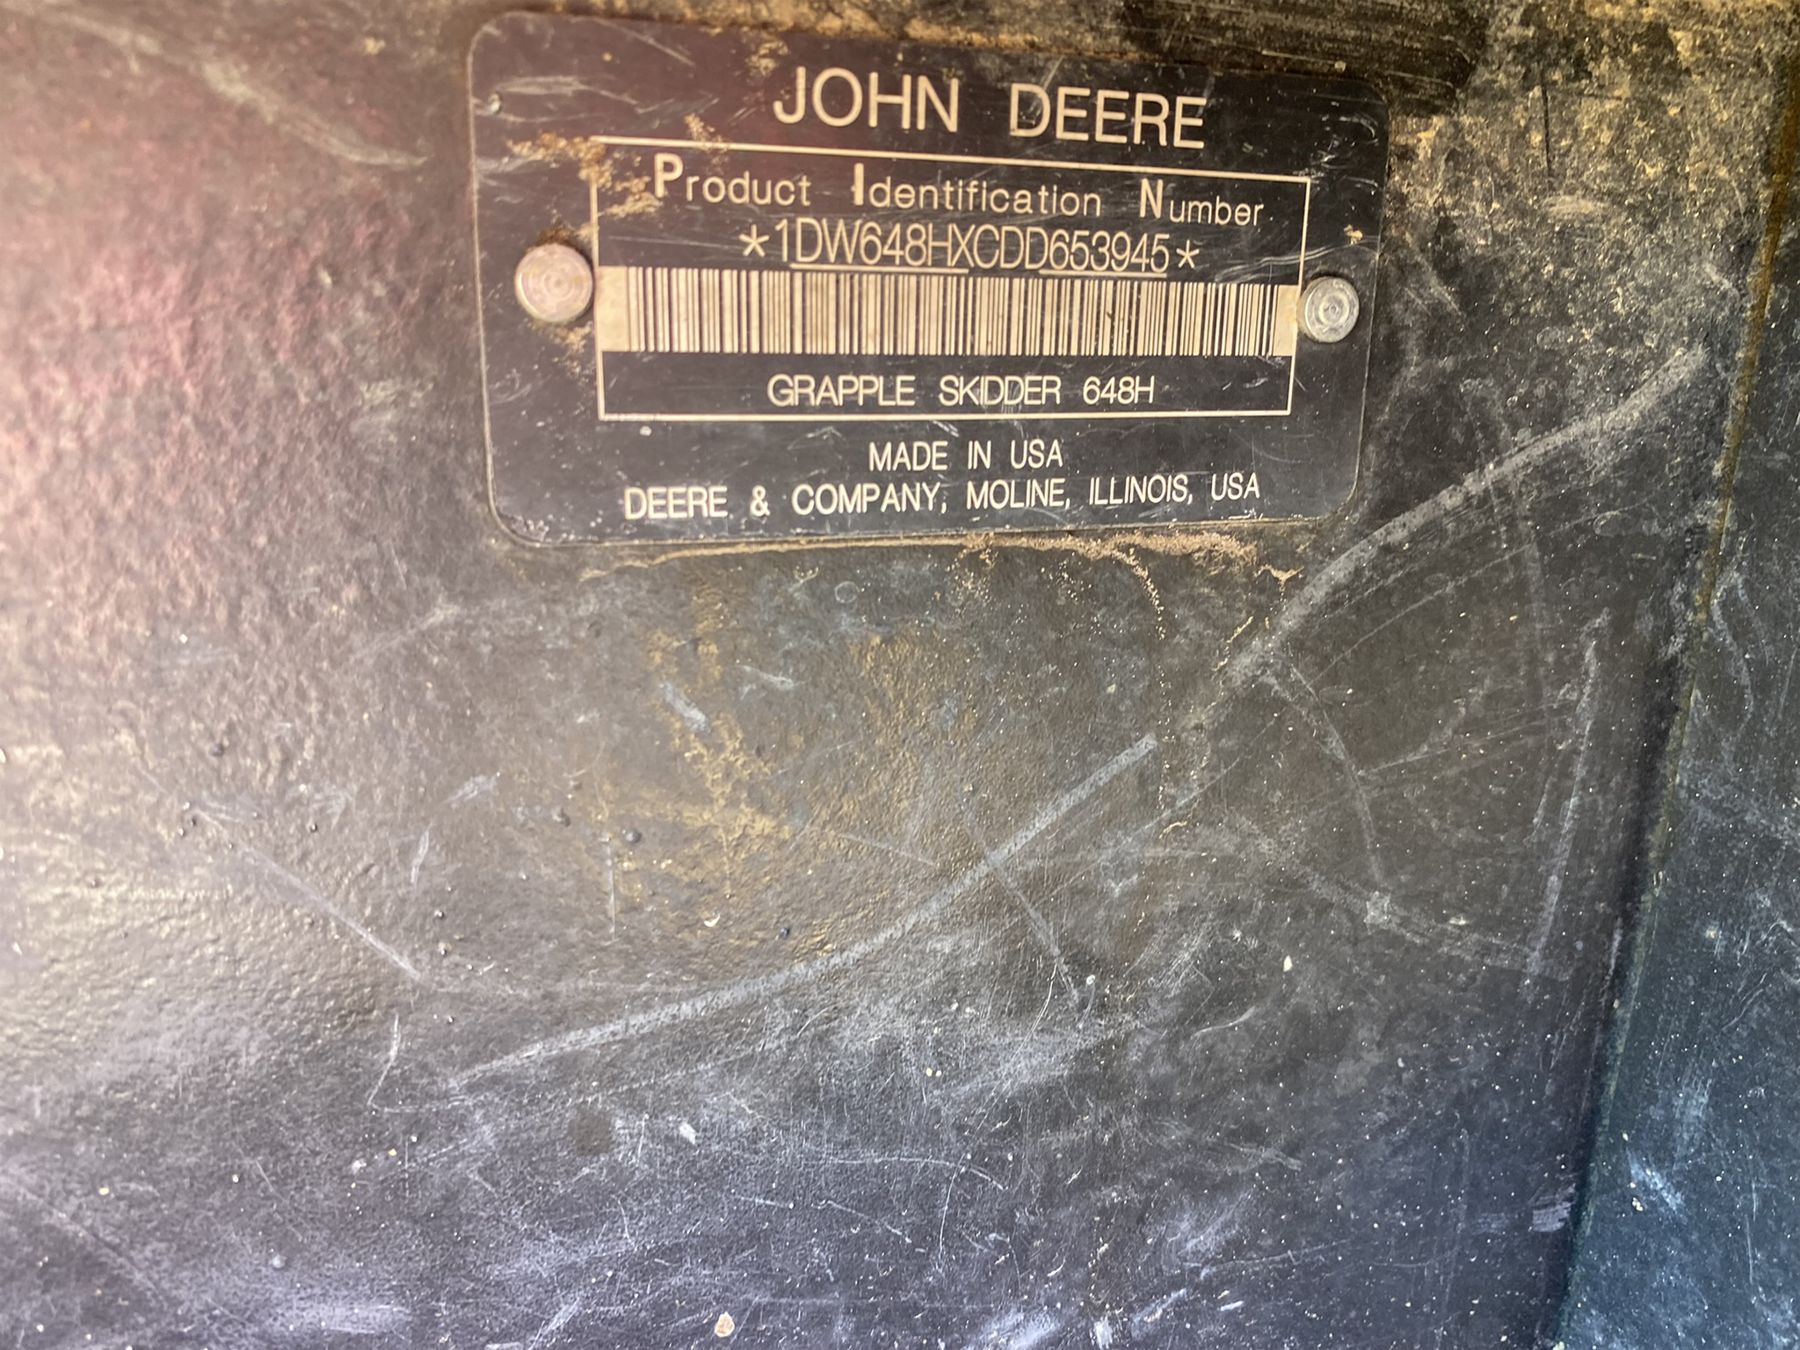 JOHN DEERE
Product Identification Number
*1DW648HXCDD653945*
GRAPPLE SKIDDER 648H
MADE IN USA
DEERE & COMPANY, MOLINE, ILLINOIS, USA